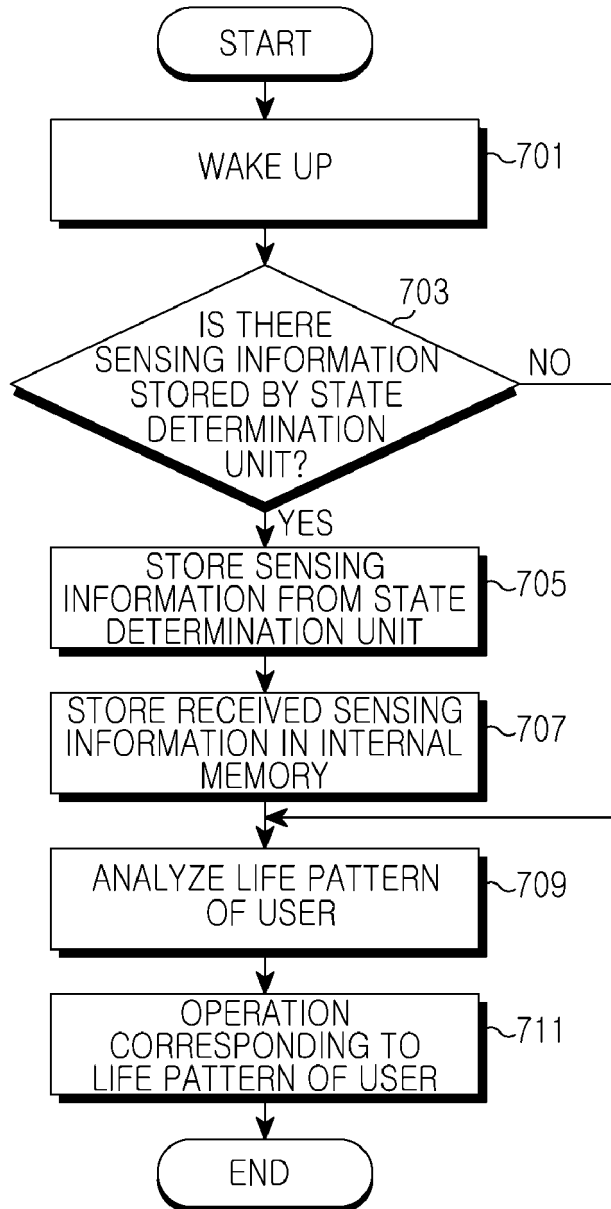 START
WAKE UP
701
703
IS THERE
SENSING INFORMATION
STORED BY STATE
DETERMINATION
UNIT?
NO
YES
STORE SENSING
INFORMATION FROM STATE
DETERMINATION UNIT
705
STORE RECEIVED SENSING
INFORMATION IN INTERNAL
MEMORY
707
ANALYZE LIFE PATTERN
OF USER
709
OPERATION
CORRESPONDING TO
LIFE PATTERN OF USER
711
END